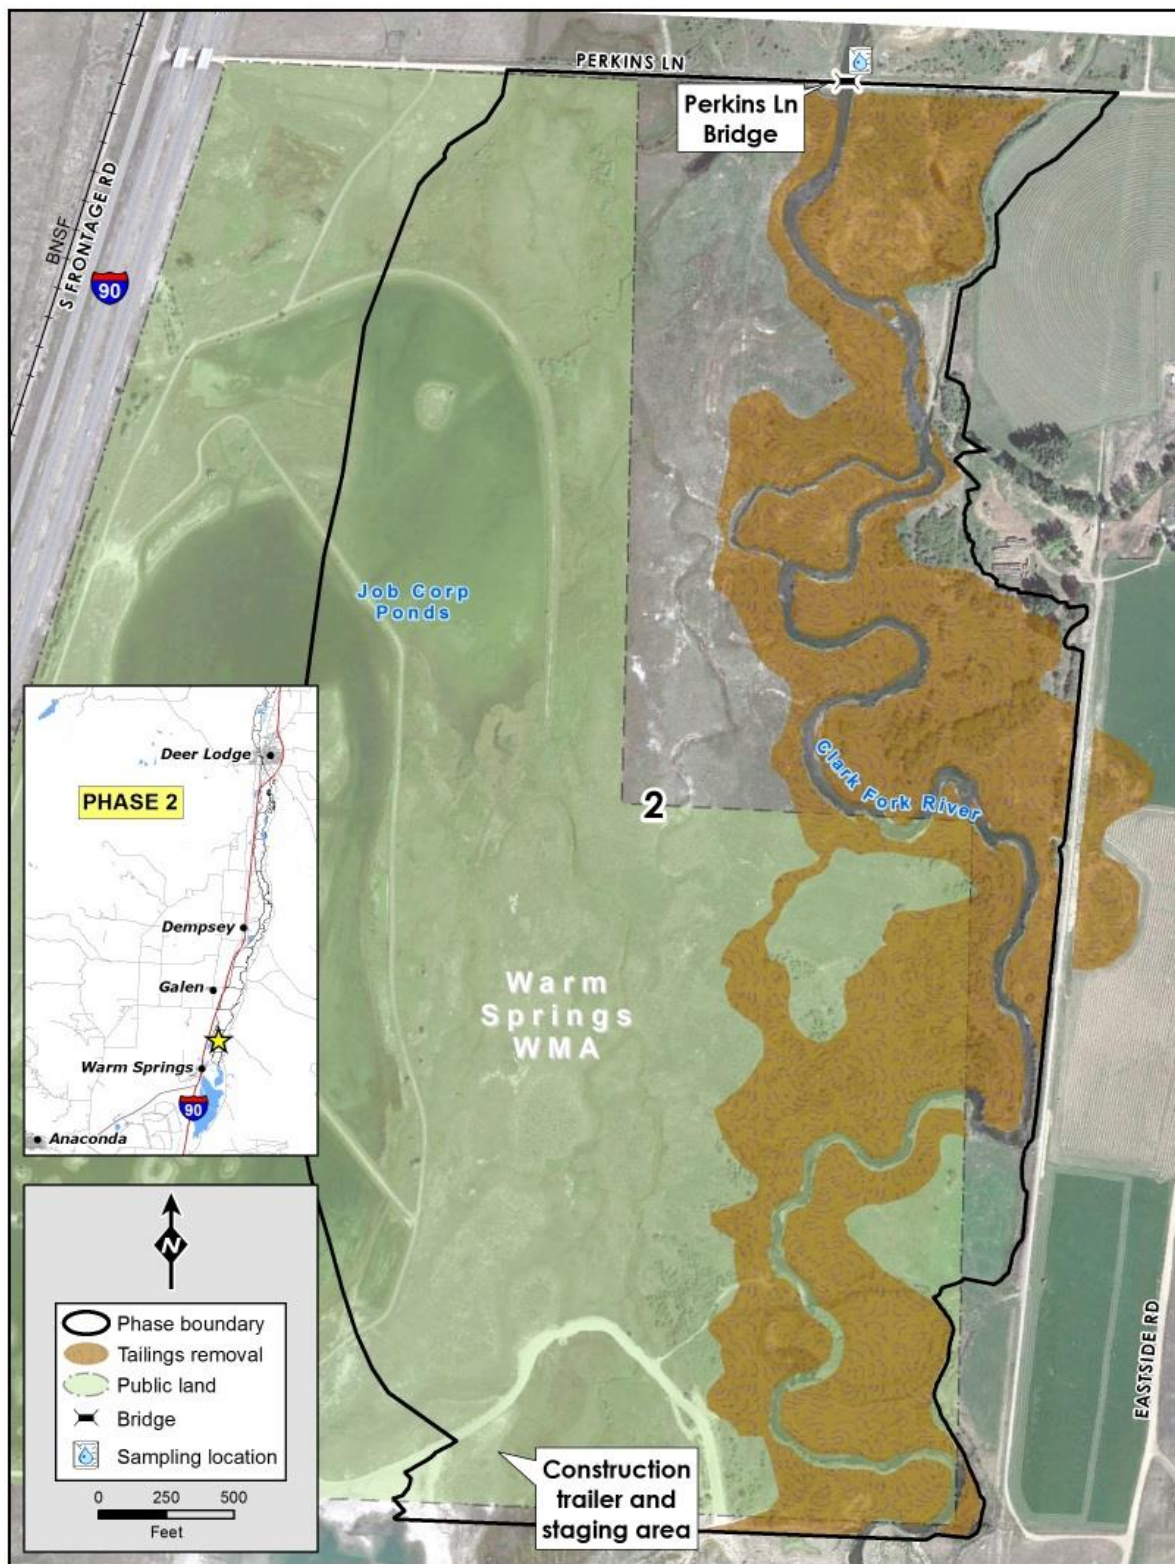 PERKINS LN
Perkins Ln
Bridge
S FRONTAGE RD
BNSF
90
Job Corp
Ponds
2
Clark Fork River
Warm
Springs
WMA
Deer Lodge
PHASE 2
Dempsey
Galen
Warm Springs
90
Anaconda
N
Phase boundary
Tailings removal
Public land
Bridge
Sampling location
0 250 500
Feet
Construction
trailer and
staging area
EASTSIDE RD